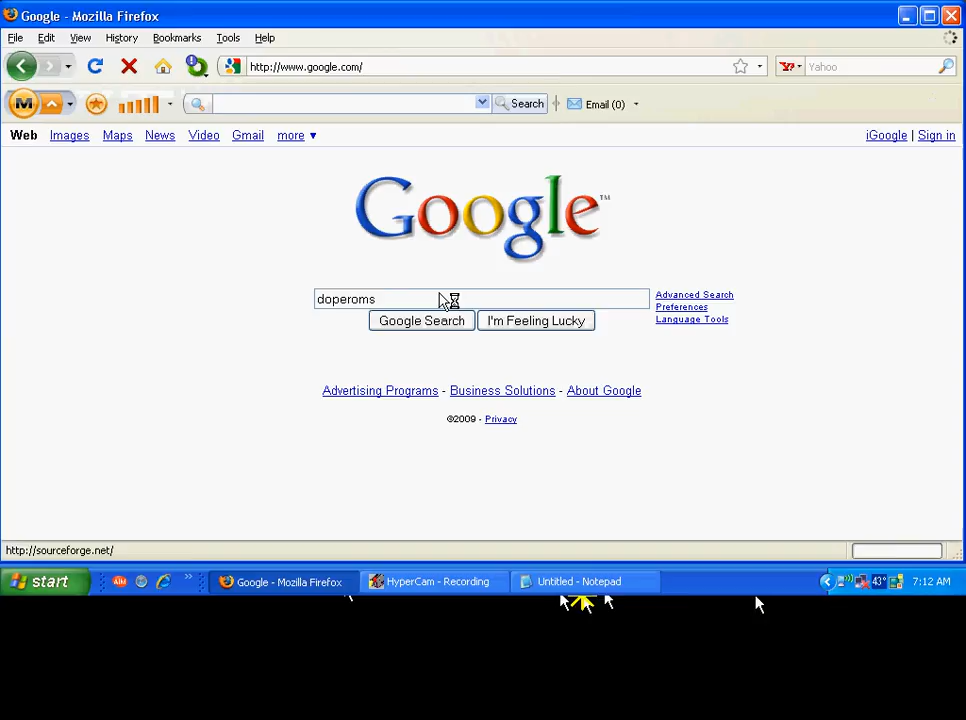 Google - Mozilla Firefox
File Edit View History Bookmarks Tools Help
http://www.google.com/ Y! Yahoo
M Search Email (0)
Web Images Maps News Video Gmail more ▼ iGoogle | Sign in
Google™
doperoms
Advanced Search
Preferences
Language Tools
Google Search I'm Feeling Lucky
Advertising Programs - Business Solutions - About Google
©2009 - Privacy
http://sourceforge.net/
start AIM » Google - Mozilla Firefox HyperCam - Recording Untitled - Notepad 43° 7:12 AM